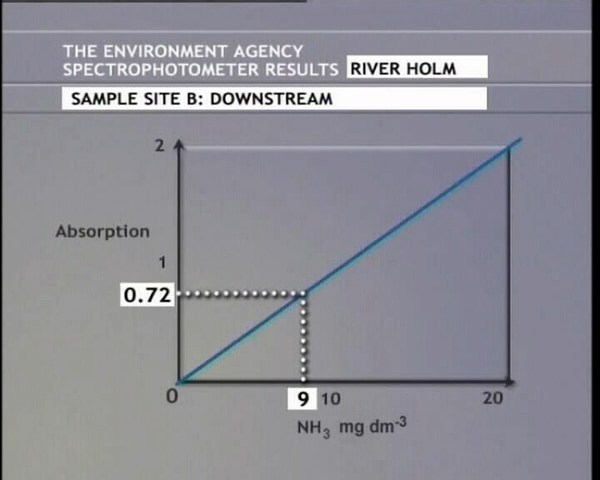 THE ENVIRONMENT AGENCY
SPECTROPHOTOMETER RESULTS RIVER HOLM
SAMPLE SITE B: DOWNSTREAM
2
Absorption
1
0.72
0 9 10 20
NH₃ mg dm⁻³